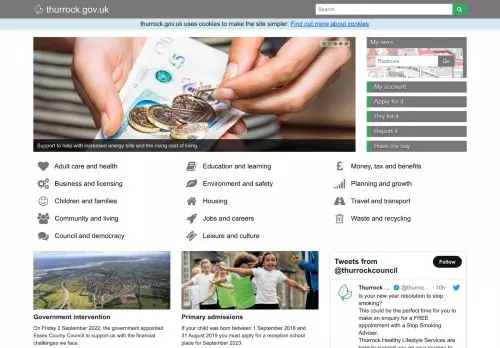 thurrock.gov.uk
Search
thurrock.gov.uk uses cookies to make the site simpler. Find out more about cookies
My area
Postcode
Go
My account
Apply for it
Pay for it
Report it
Have my say
Support to help with increased energy bills and the rising cost of living.
Adult care and health
Education and learning
Money, tax and benefits
Business and licensing
Environment and safety
Planning and growth
Children and families
Housing
Travel and transport
Community and living
Jobs and careers
Waste and recycling
Council and democracy
Leisure and culture
Government intervention
On Friday 2 September 2022, the government appointed
Essex County Council to support us with the financial
challenges we face.
Primary admissions
If your child was born between 1 September 2018 and
31 August 2019 you must apply for a reception school
place for September 2023.
Tweets from
@thurrockcouncil
Follow
Thurrock ... @thurroc... · 10h
Is your new year resolution to stop
smoking?
This could be the perfect time for you to
make an enquiry for a FREE
appointment with a Stop Smoking
Adviser.
Thurrock Healthy Lifestyle Services are
here to support you on your journey to